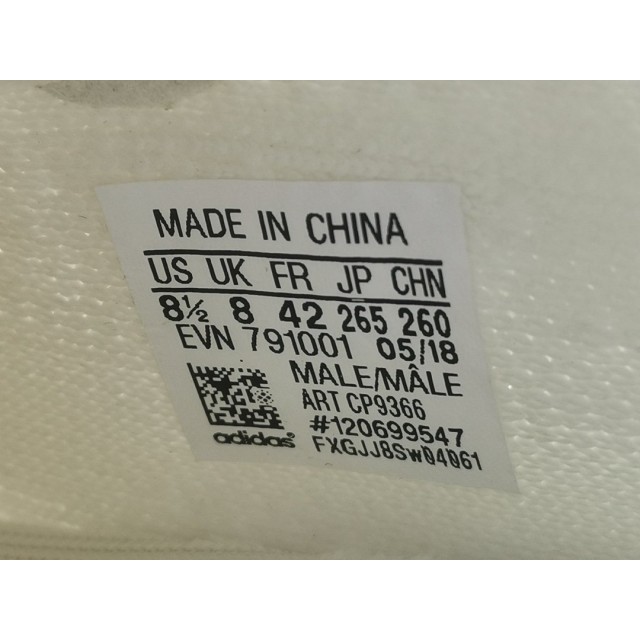 MADE IN CHINA
US UK FR JP CHN
8½ 8 42 265 260
EVN 791001 05/18
MALE/MÂLE
ART CP9366
#120699547
adidas FXGJJ8SW04061